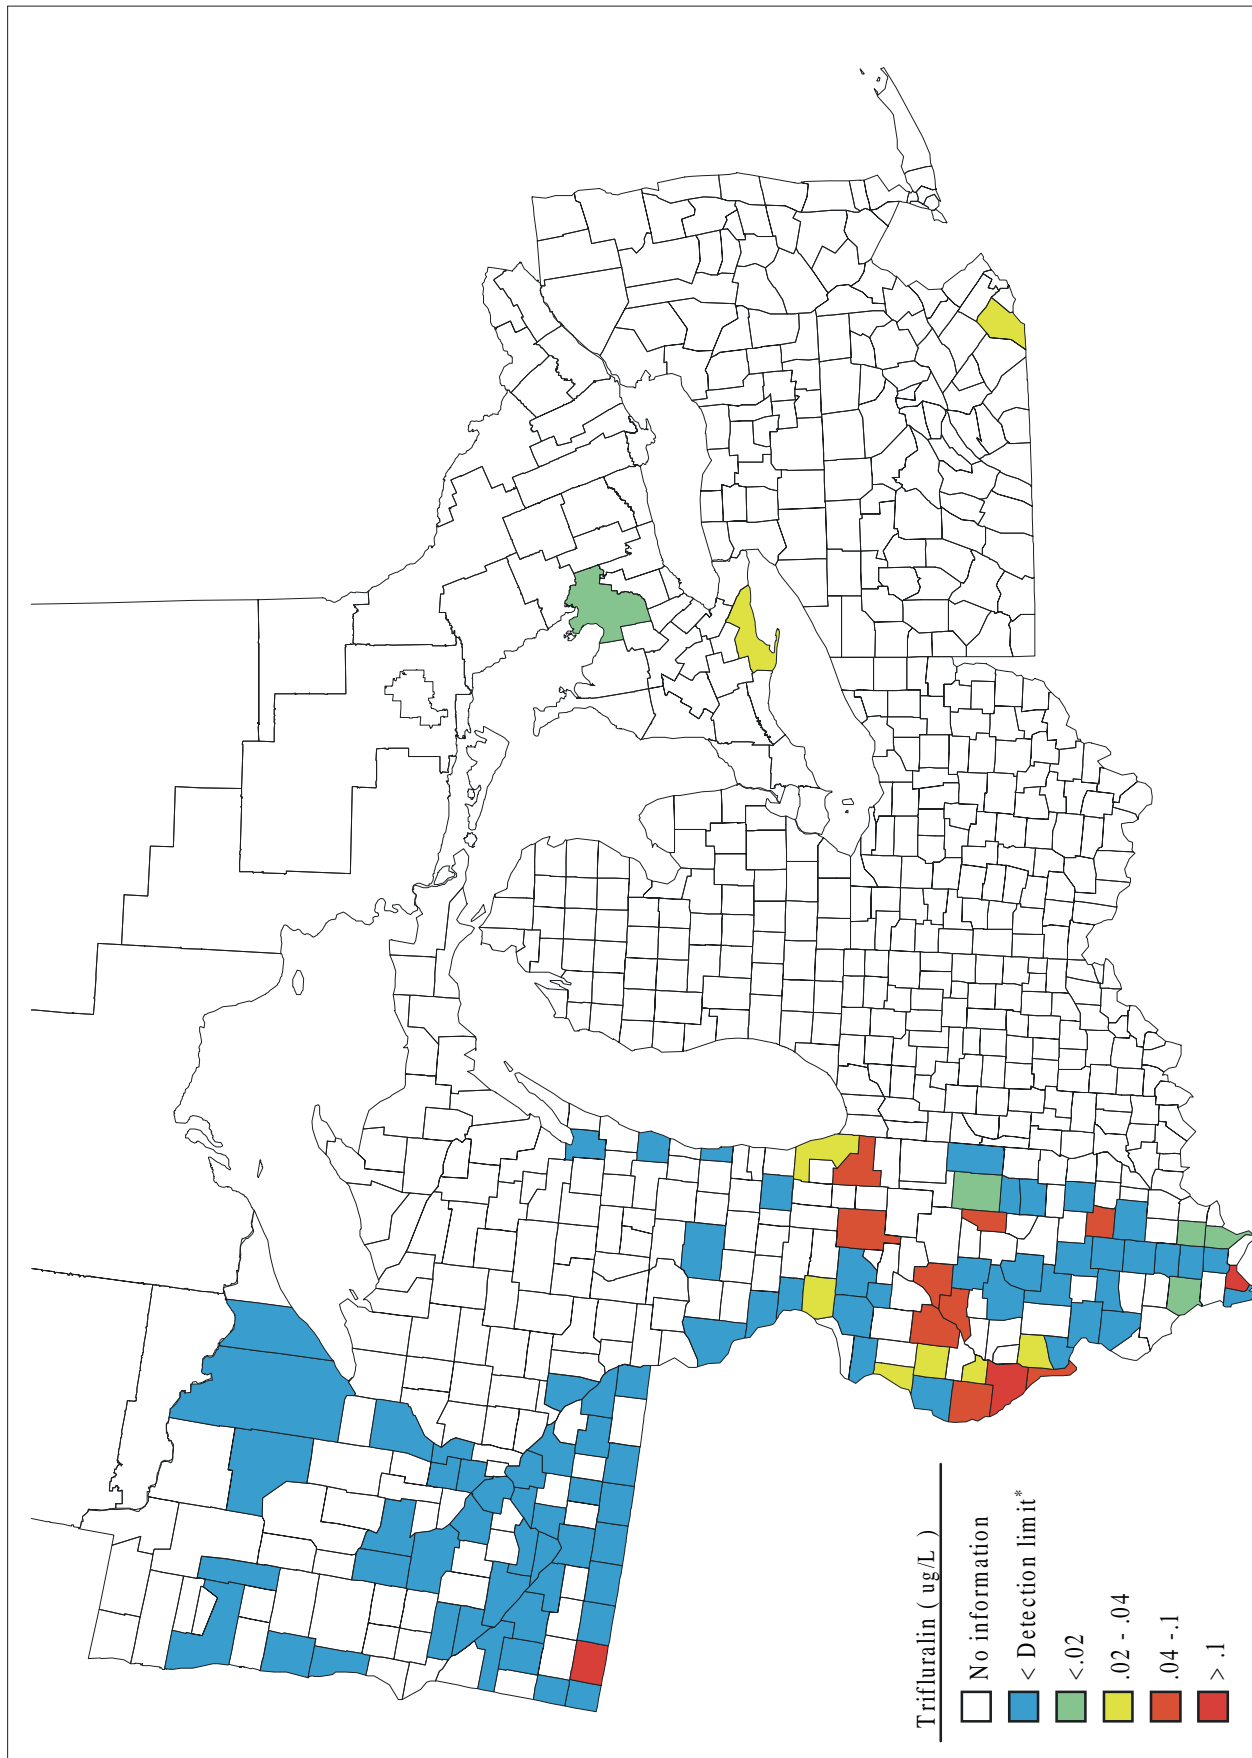 Trifluralin ( ug/L )
No information
< Detection limit*
<.02
.02 - .04
.04 -.1
> .1